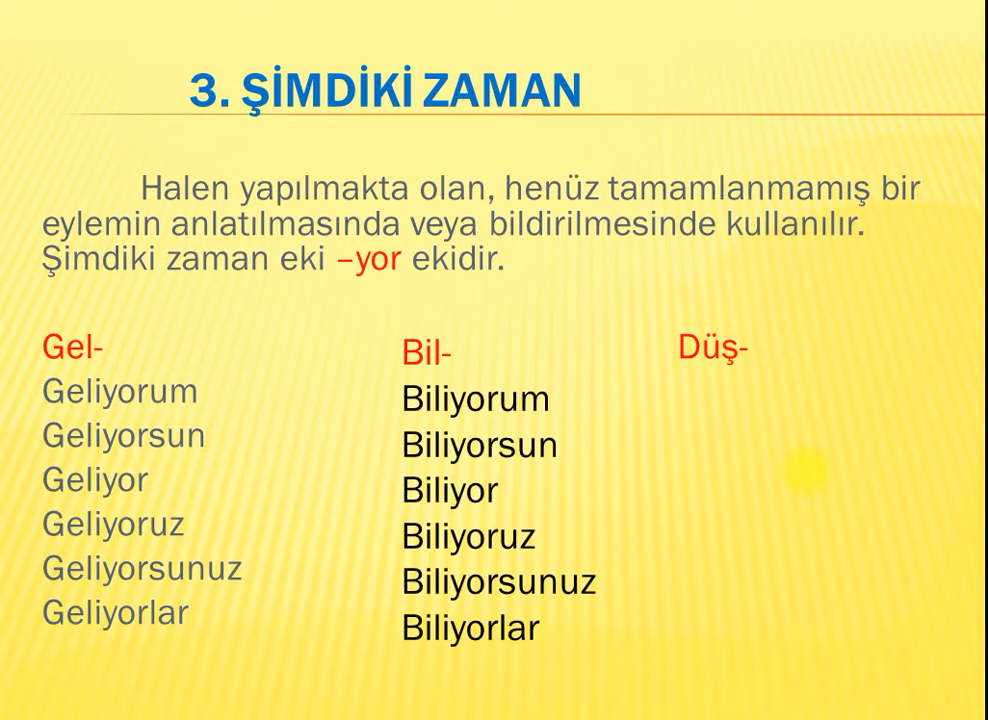 3. ŞİMDİKİ ZAMAN
Halen yapılmakta olan, henüz tamamlanmamış bir
eylemin anlatılmasında veya bildirilmesinde kullanılır.
Şimdiki zaman eki –yor ekidir.
Gel-
Geliyorum
Geliyorsun
Geliyor
Geliyoruz
Geliyorsunuz
Geliyorlar
Bil-
Biliyorum
Biliyorsun
Biliyor
Biliyoruz
Biliyorsunuz
Biliyorlar
Düş-